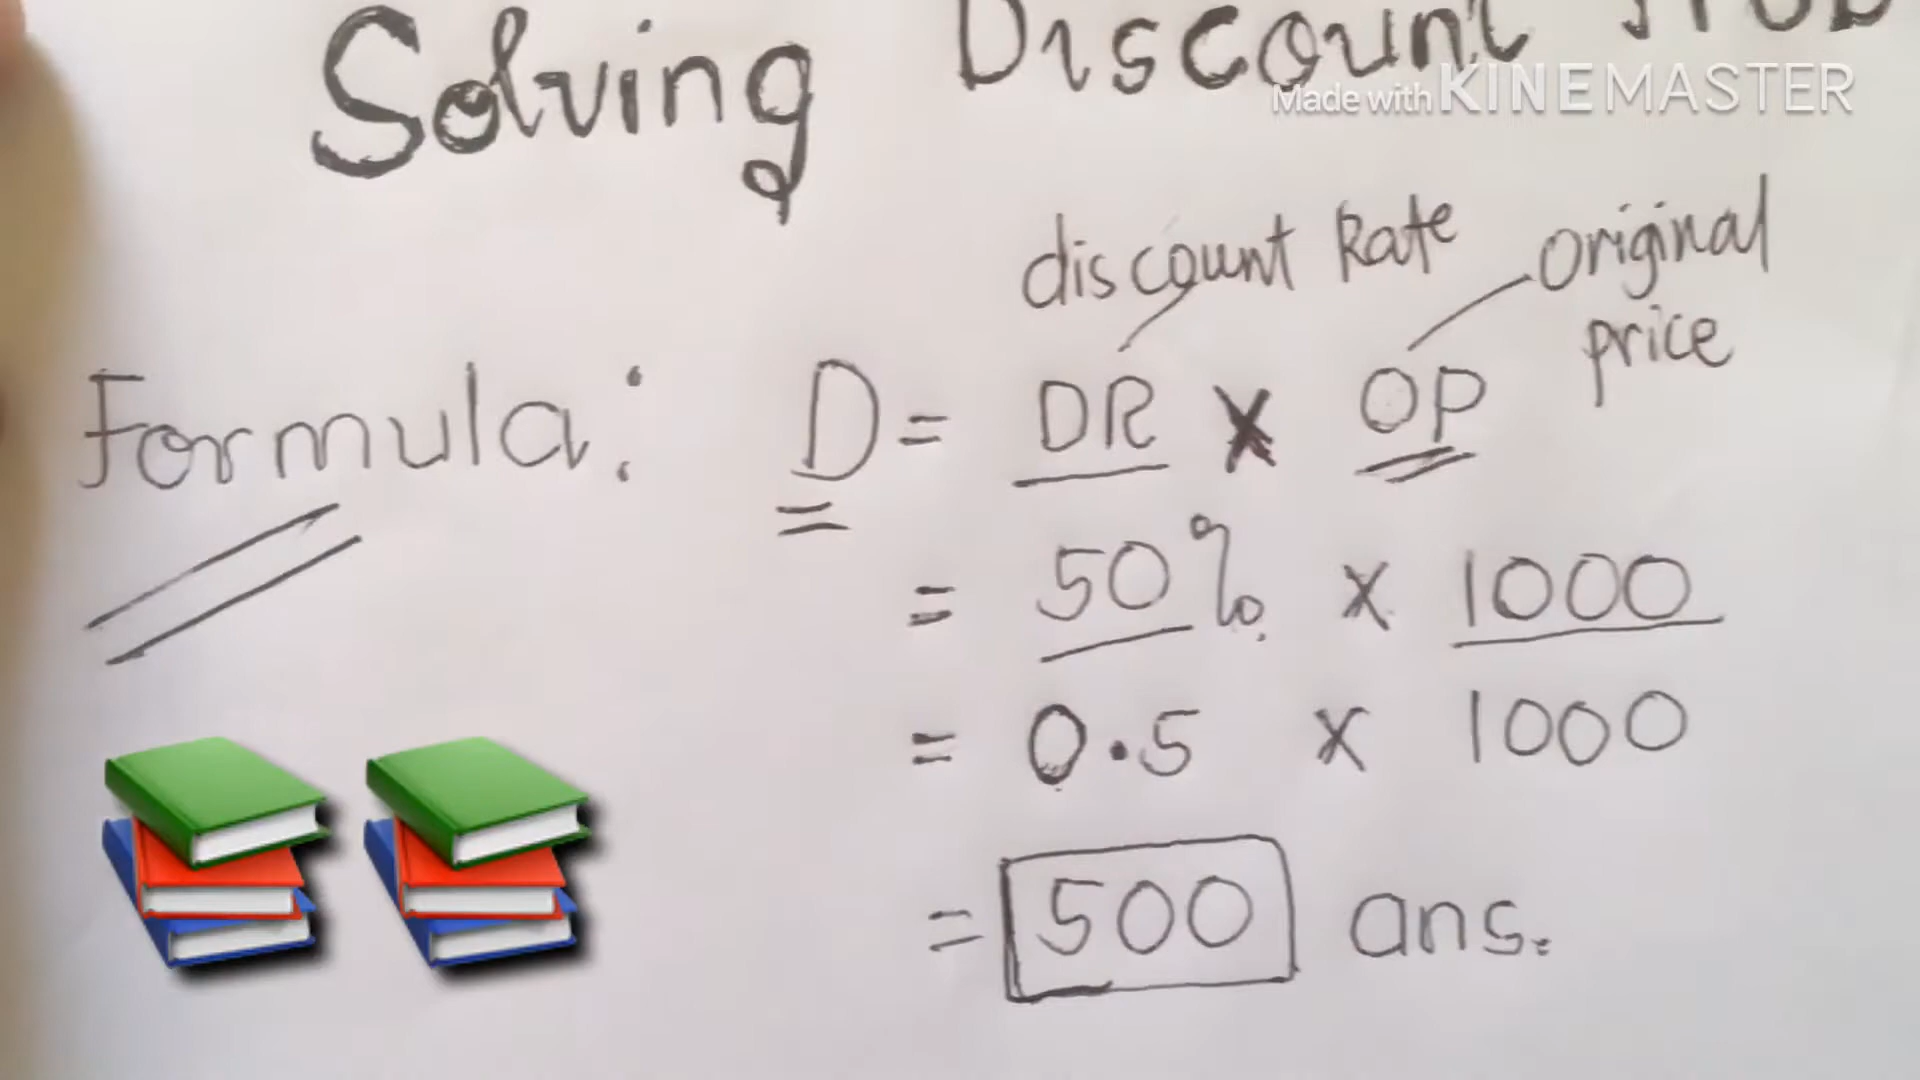 Solving Discount
Made with KINEMASTER
discount Rate
original
price
Formula: D = DR x OP
= 50% x 1000
= 0.5 x 1000
= 500 ans.